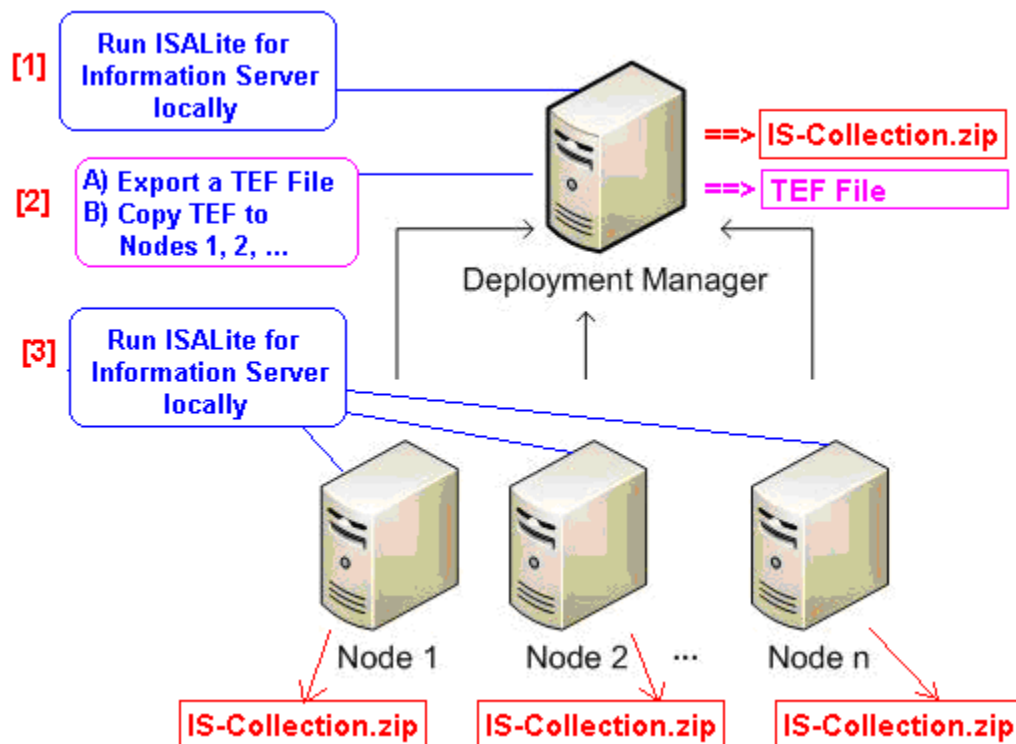 [1]
Run ISALite for
Information Server
locally
==> IS-Collection.zip
[2]
A) Export a TEF File
B) Copy TEF to
Nodes 1, 2, ...
==> TEF File
Deployment Manager
[3]
Run ISALite for
Information Server
locally
Node 1
Node 2
...
Node n
IS-Collection.zip
IS-Collection.zip
IS-Collection.zip